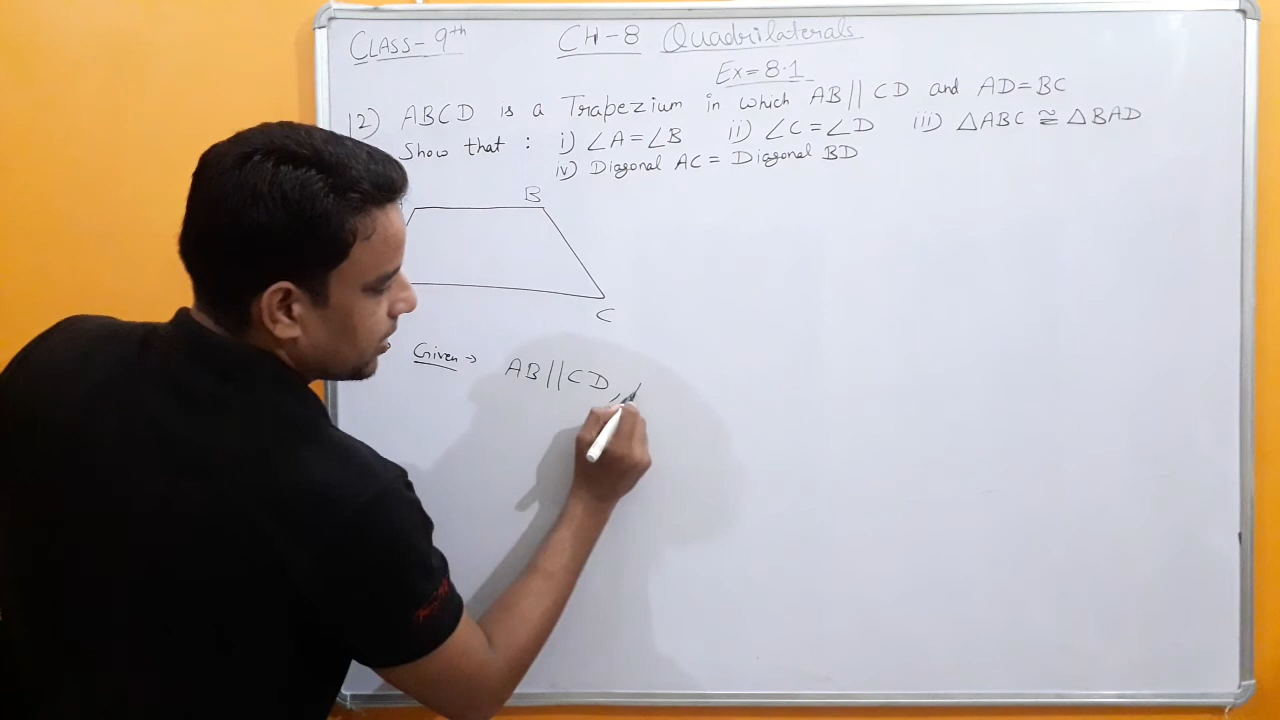 CLASS-9th CH-8 Quadrilaterals
Ex=8.1
12) ABCD is a Trapezium in which AB||CD and AD=BC
Show that : i) ∠A=∠B ii) ∠C=∠D iii) △ABC ≅ △BAD
iv) Diagonal AC = Diagonal BD
B
C
Given → AB||CD,